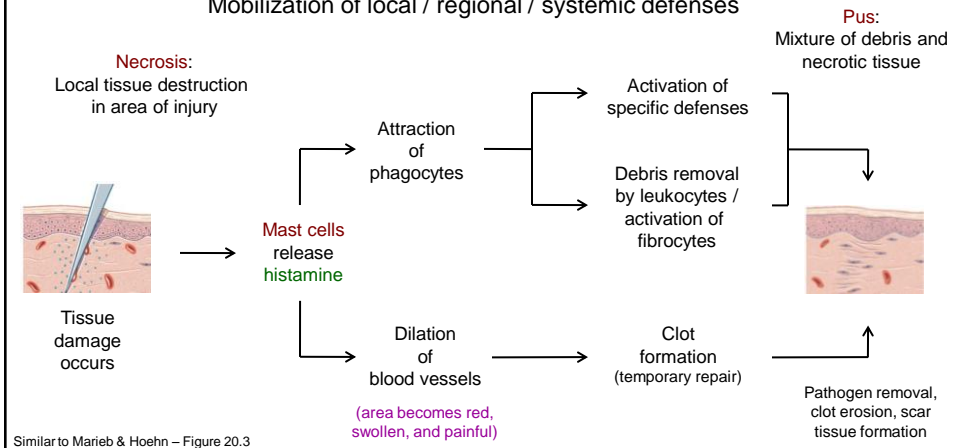 Mobilization of local / regional / systemic defenses
Necrosis:
Local tissue destruction
in area of injury
Pus:
Mixture of debris and
necrotic tissue
Tissue
damage
occurs
Mast cells
release
histamine
Attraction
of
phagocytes
Activation of
specific defenses
Debris removal
by leukocytes /
activation of
fibrocytes
Dilation
of
blood vessels
(area becomes red,
swollen, and painful)
Clot
formation
(temporary repair)
Pathogen removal,
clot erosion, scar
tissue formation
Similar to Marieb & Hoehn – Figure 20.3